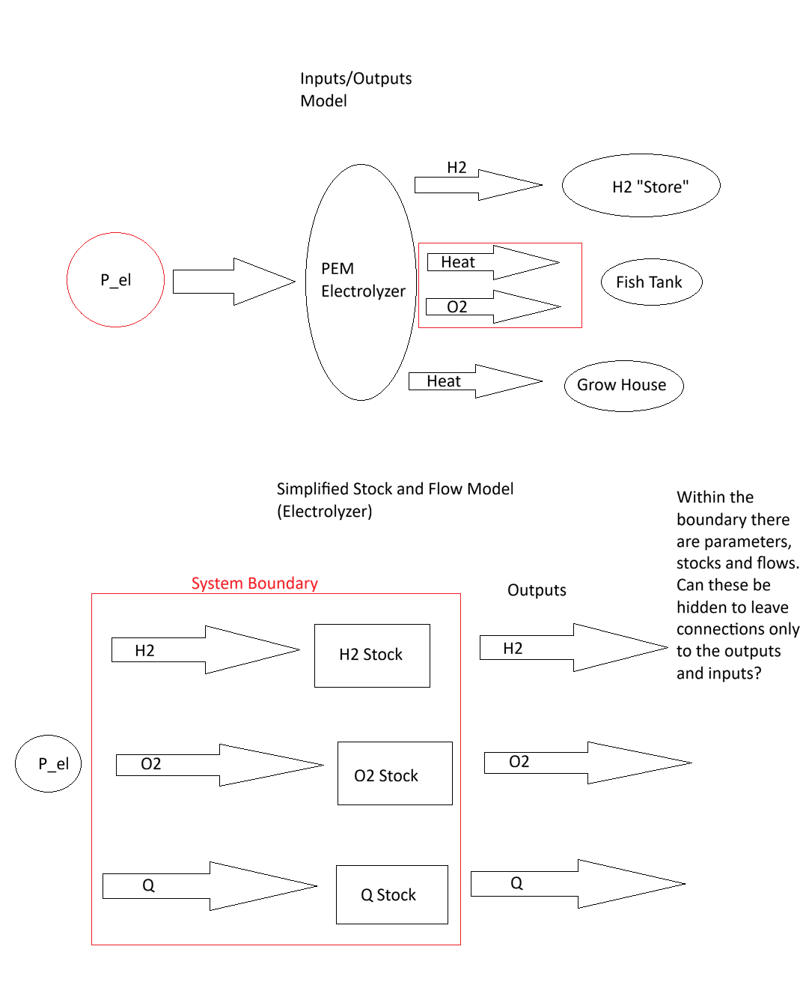 Inputs/Outputs
Model
H2
H2 "Store"
P_el
PEM
Electrolyzer
Heat
O2
Fish Tank
Heat
Grow House
Simplified Stock and Flow Model
(Electrolyzer)
Within the
boundary there
are parameters,
stocks and flows.
Can these be
hidden to leave
connections only
to the outputs
and inputs?
System Boundary
Outputs
H2
H2 Stock
H2
P_el
O2
O2 Stock
O2
Q
Q Stock
Q